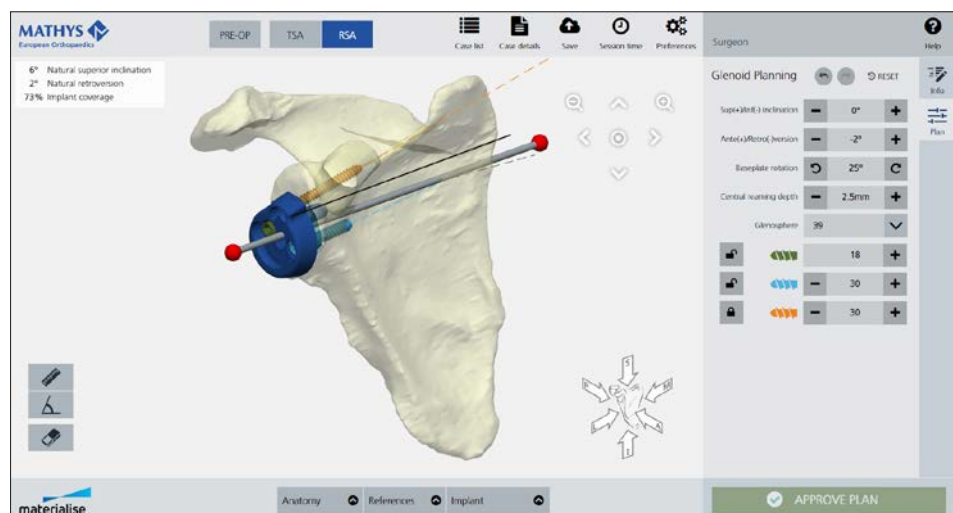 MATHYS
European Orthopaedics
PRE-OP TSA RSA
Case list Case details Save Session time Preferences
Surgeon
Help
6° Natural superior inclination
2° Natural retroversion
73% Implant coverage
Glenoid Planning RESET
Info
Plan
Sup(+)/Inf(-) inclination 0°
Ante(+)/Retro(-)version -2°
Baseplate rotation 25°
Central reaming depth 2.5mm
Glenosphere 39
18
30
30
S
I
materialise
Anatomy References Implant
APPROVE PLAN